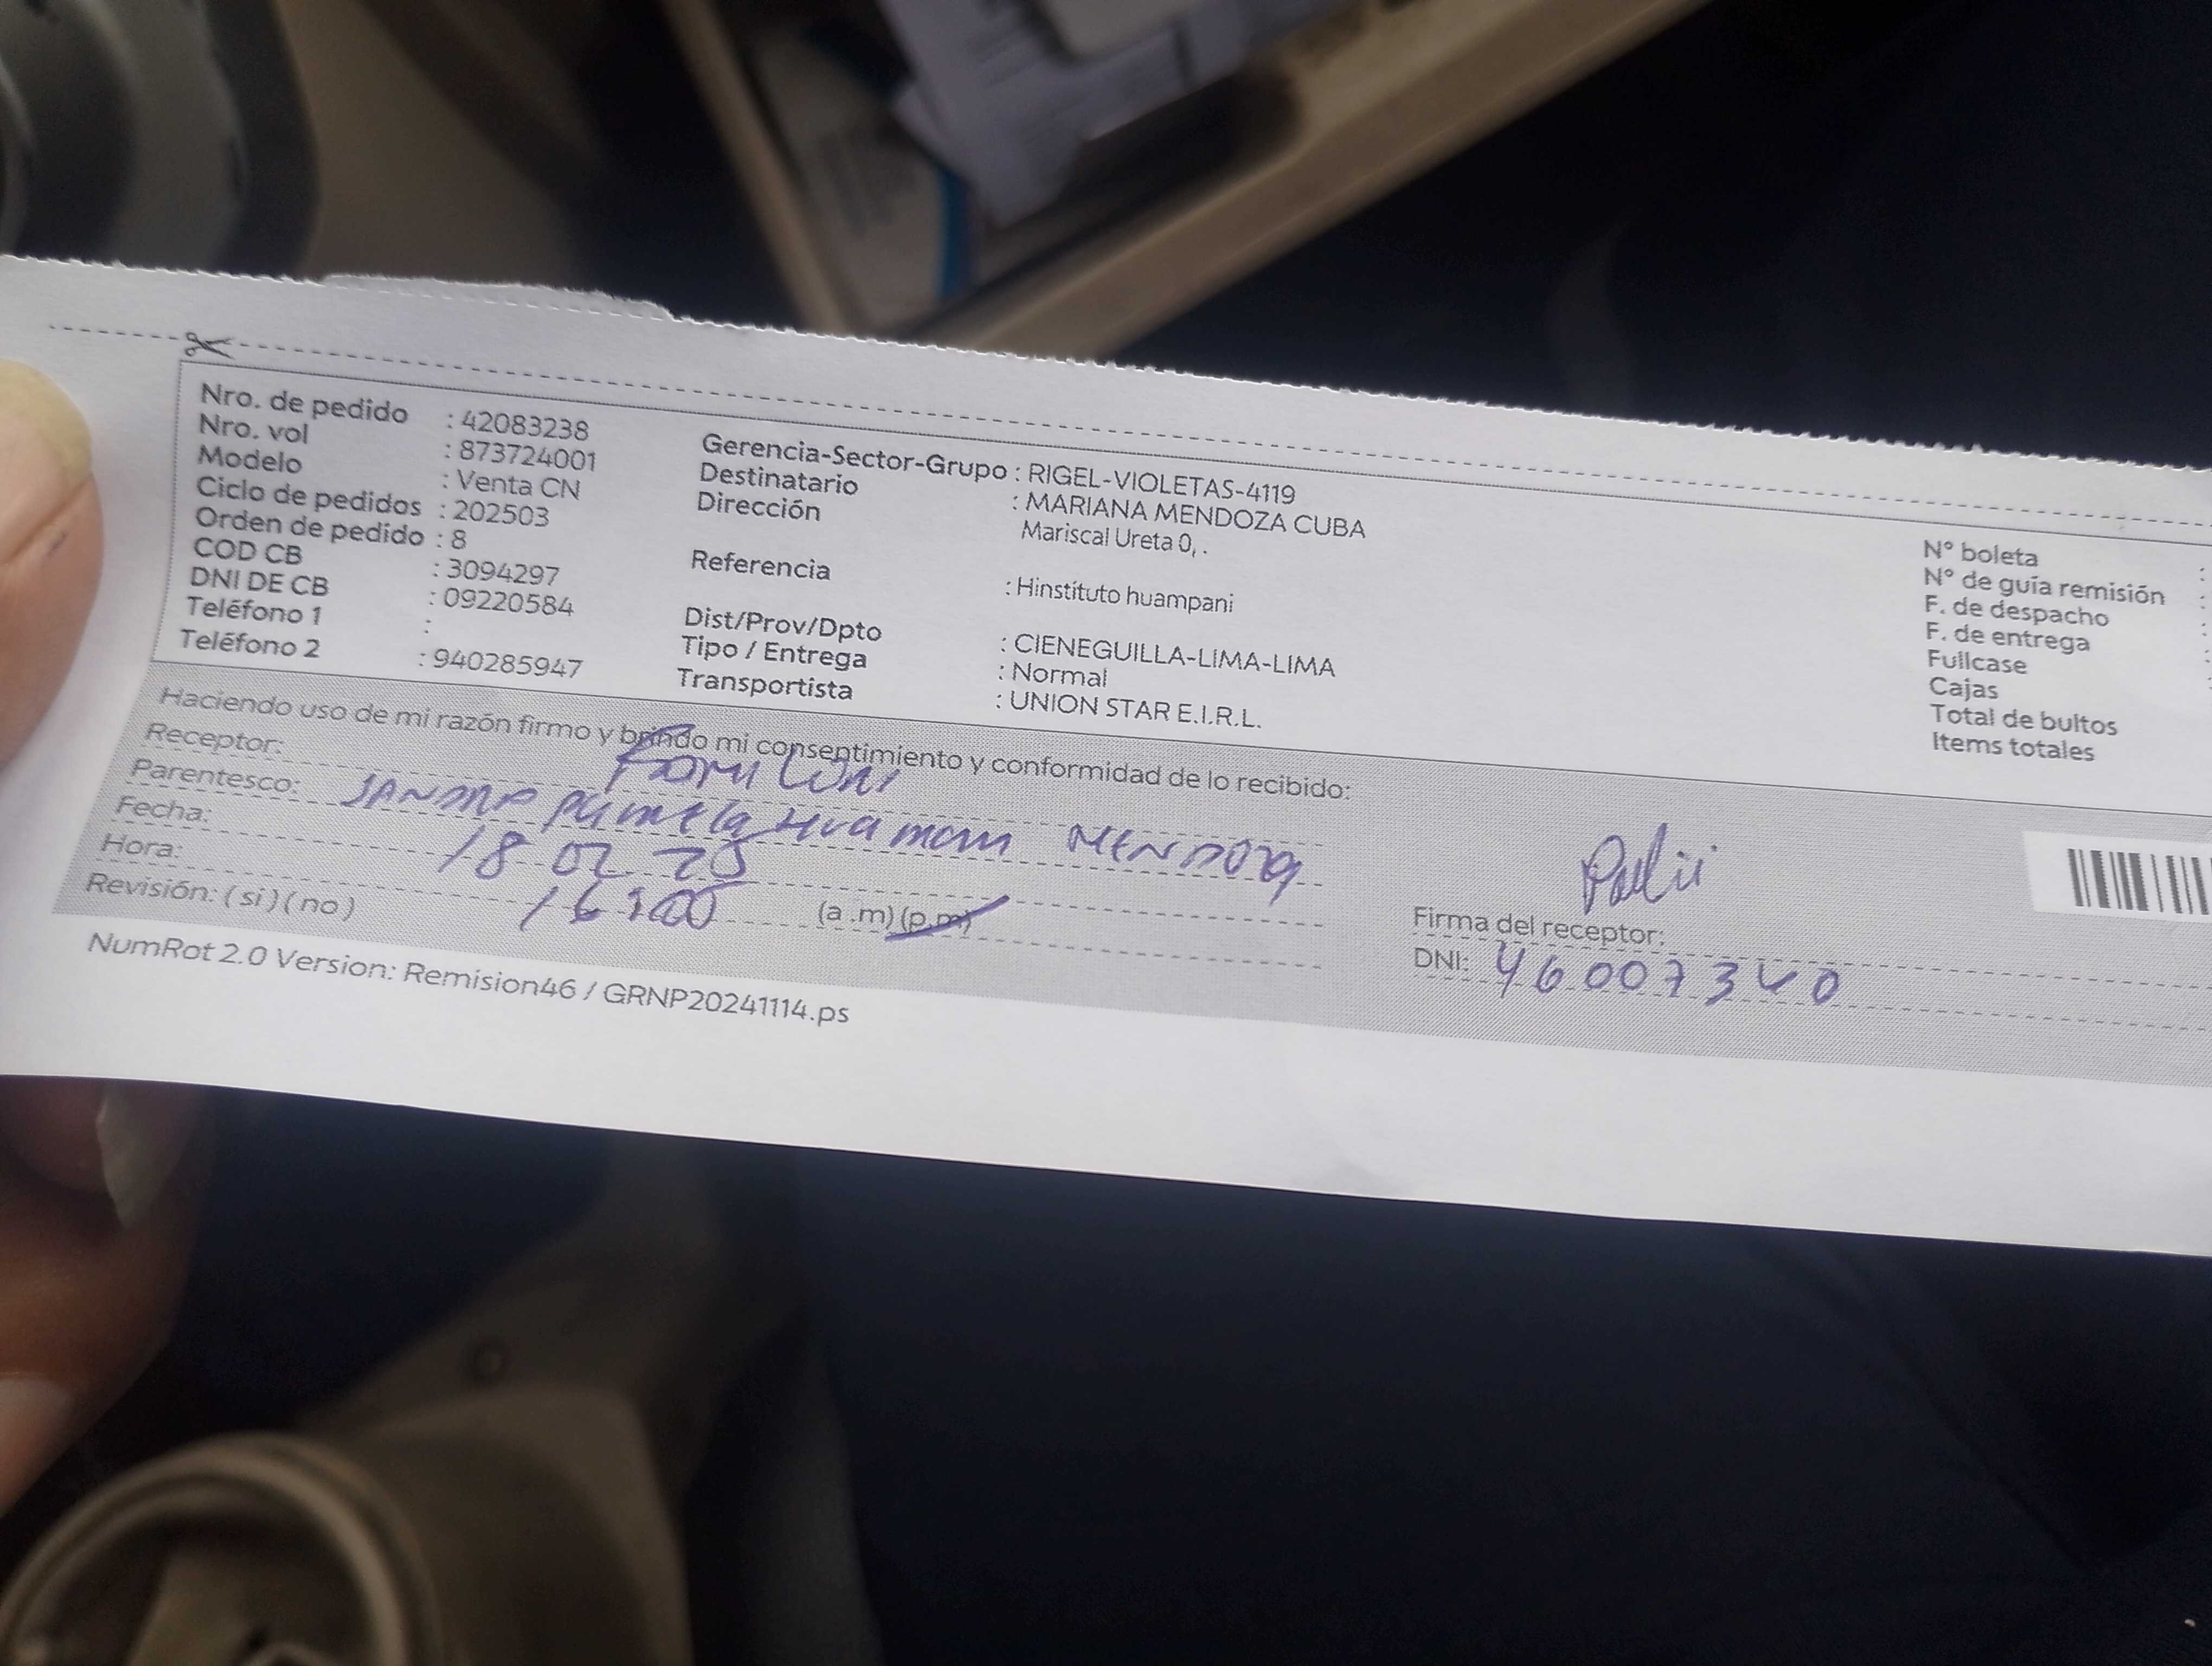 Nro. de pedido : 42083238
Nro. vol : 873724001
Modelo : Venta CN
Ciclo de pedidos : 202503
Orden de pedido : 8
COD CB : 3094297
DNI DE CB : 09220584
Teléfono 1 :
Teléfono 2 : 940285947
Gerencia-Sector-Grupo : RIGEL-VIOLETAS-4119
Destinatario : MARIANA MENDOZA CUBA
Dirección Mariscal Ureta 0, .
Referencia : Hinstituto huampani
Dist/Prov/Dpto : CIENEGUILLA-LIMA-LIMA
Tipo / Entrega : Normal
Transportista : UNION STAR E.I.R.L.
N° boleta :
N° de guía remisión :
F. de despacho :
F. de entrega :
Fullcase
Cajas
Total de bultos
Items totales
Haciendo uso de mi razón firmo y brindo mi consentimiento y conformidad de lo recibido:
Receptor:
Parentesco: Pamela Huamam MENDOZA
Fecha: 18 02 25
Hora: 16:00 (a .m) (p.m)
Revisión: ( si ) ( no )
Firma del receptor:
DNI: 46007340
NumRot 2.0 Version: Remision46 / GRNP20241114.ps